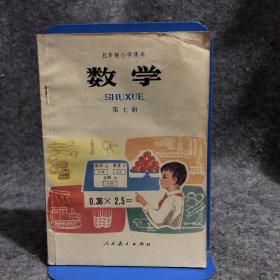 五年制小学课本
数学
SHUXUE
第七册
0.36×2.5=
人民教育出版社